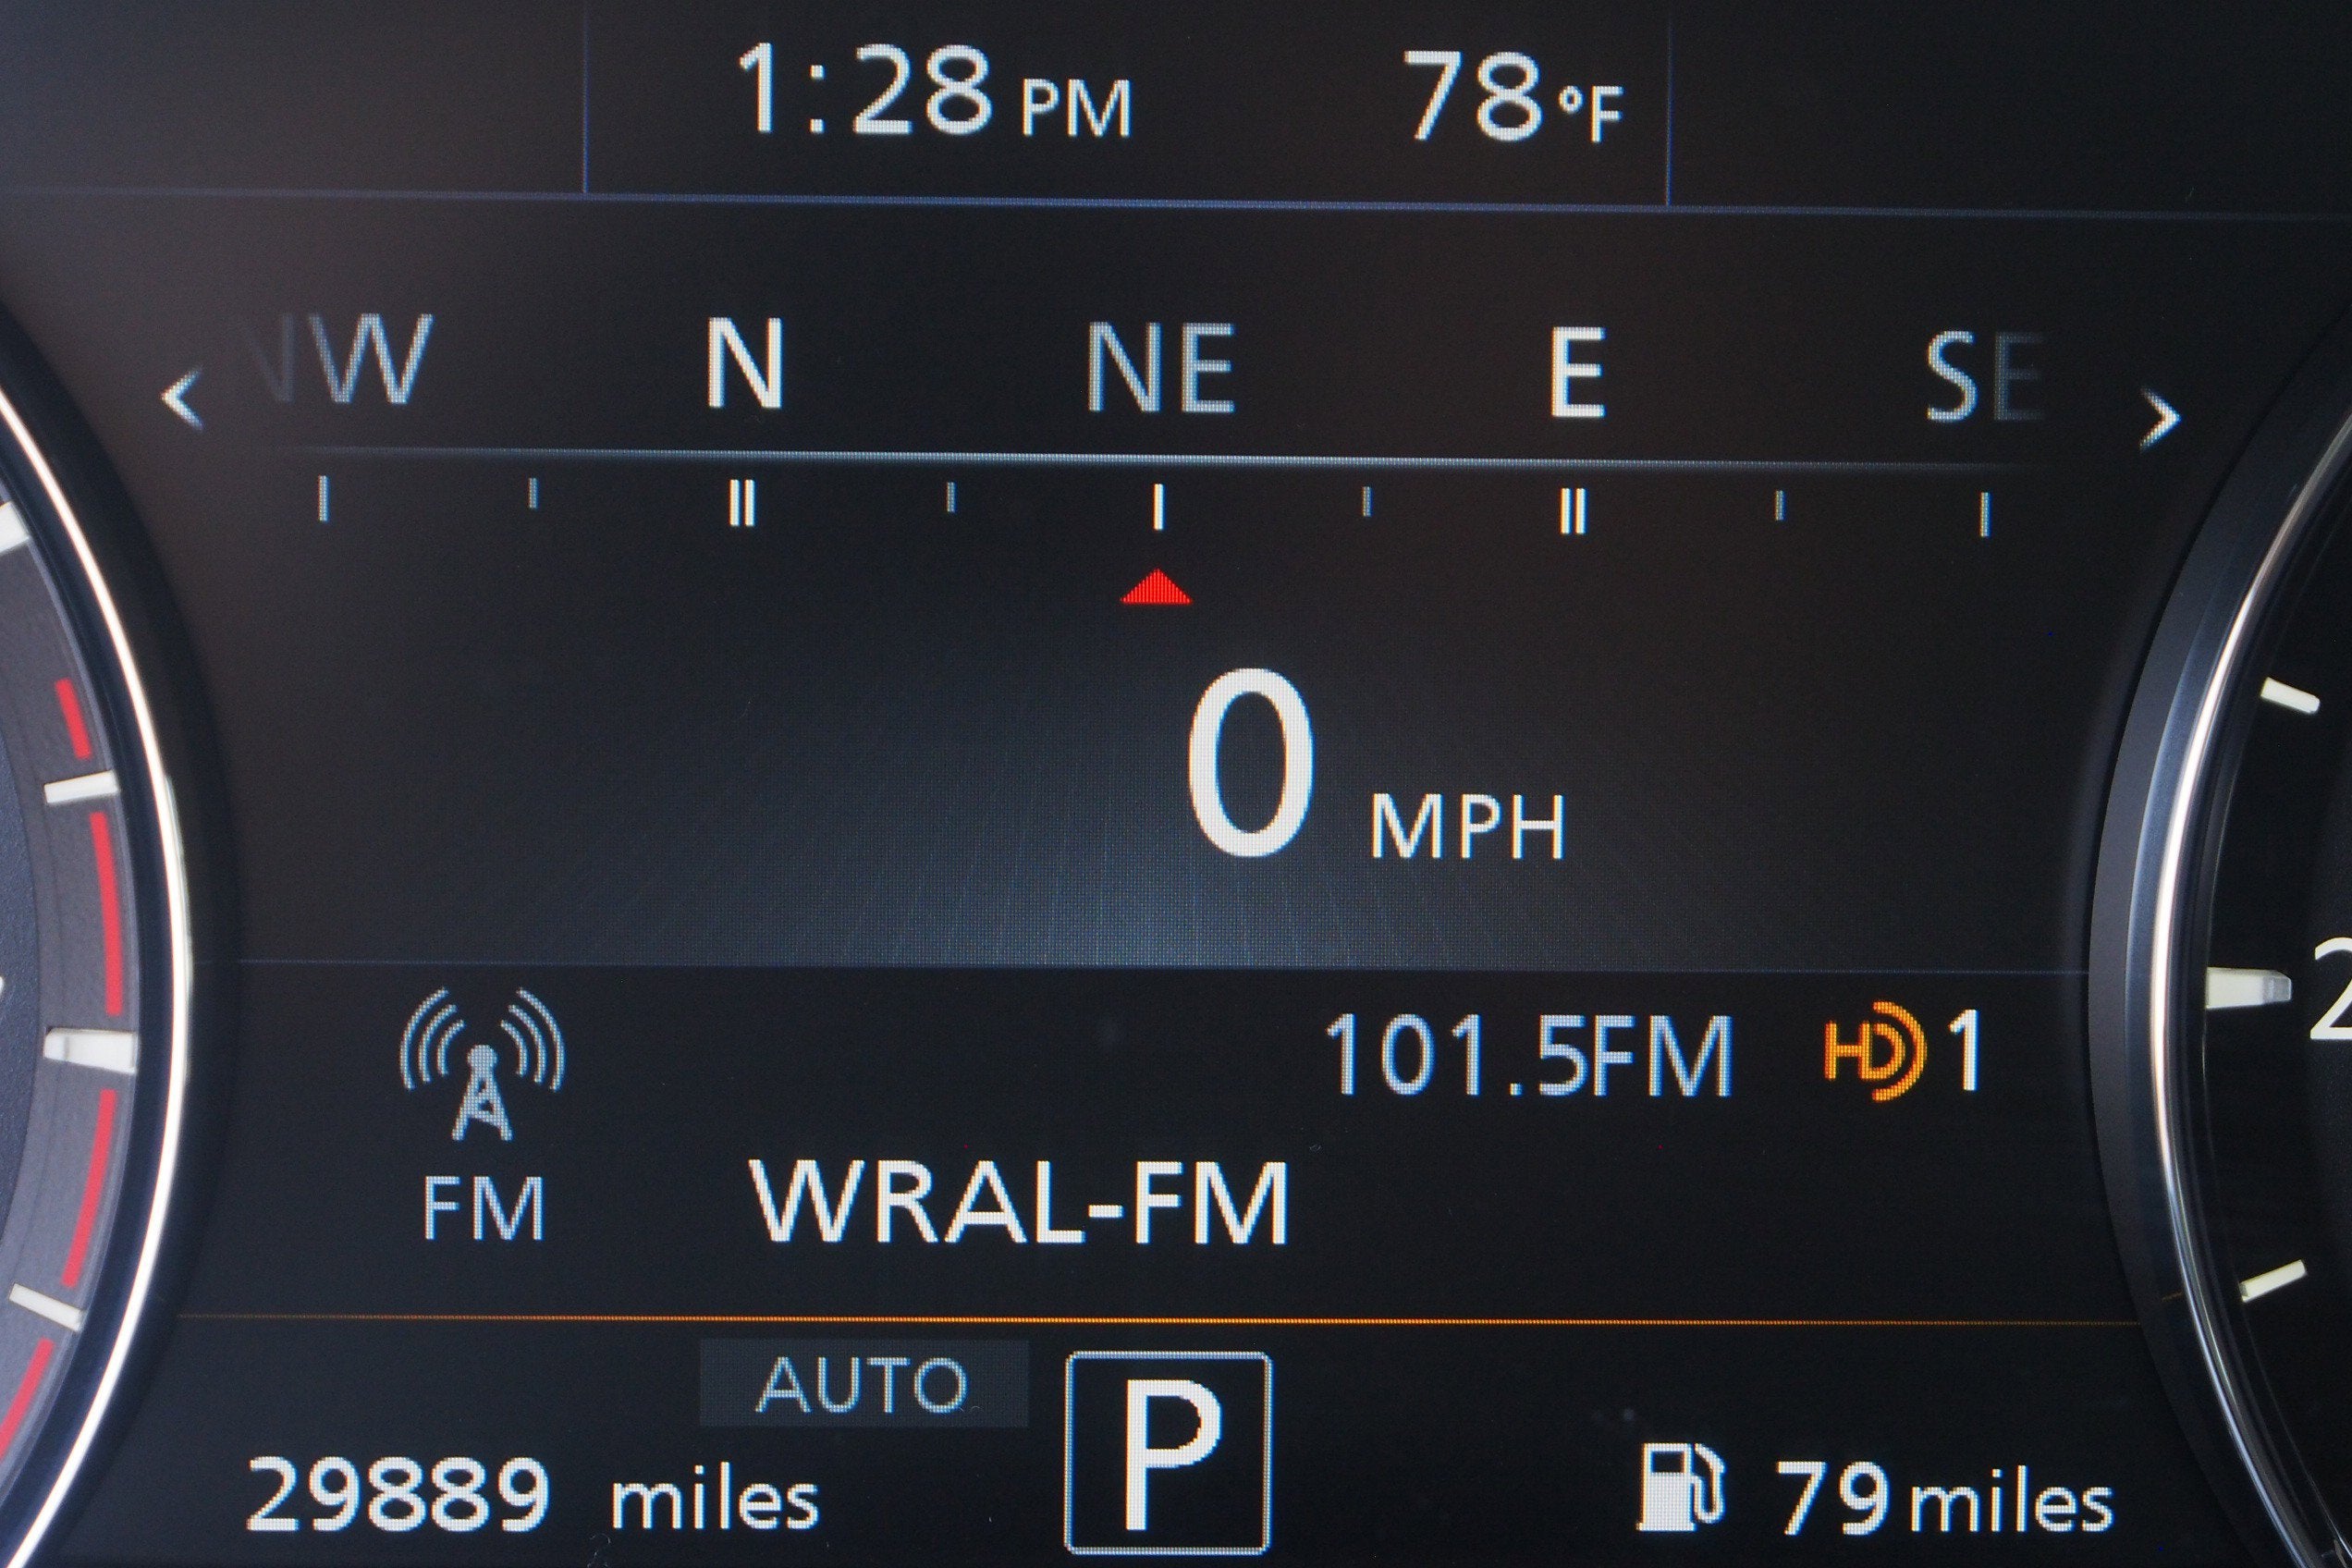 1:28 PM 78°F
< NW N NE E SE >
0 MPH
101.5FM HD 1
FM WRAL-FM
AUTO
P
29889 miles 79 miles
2